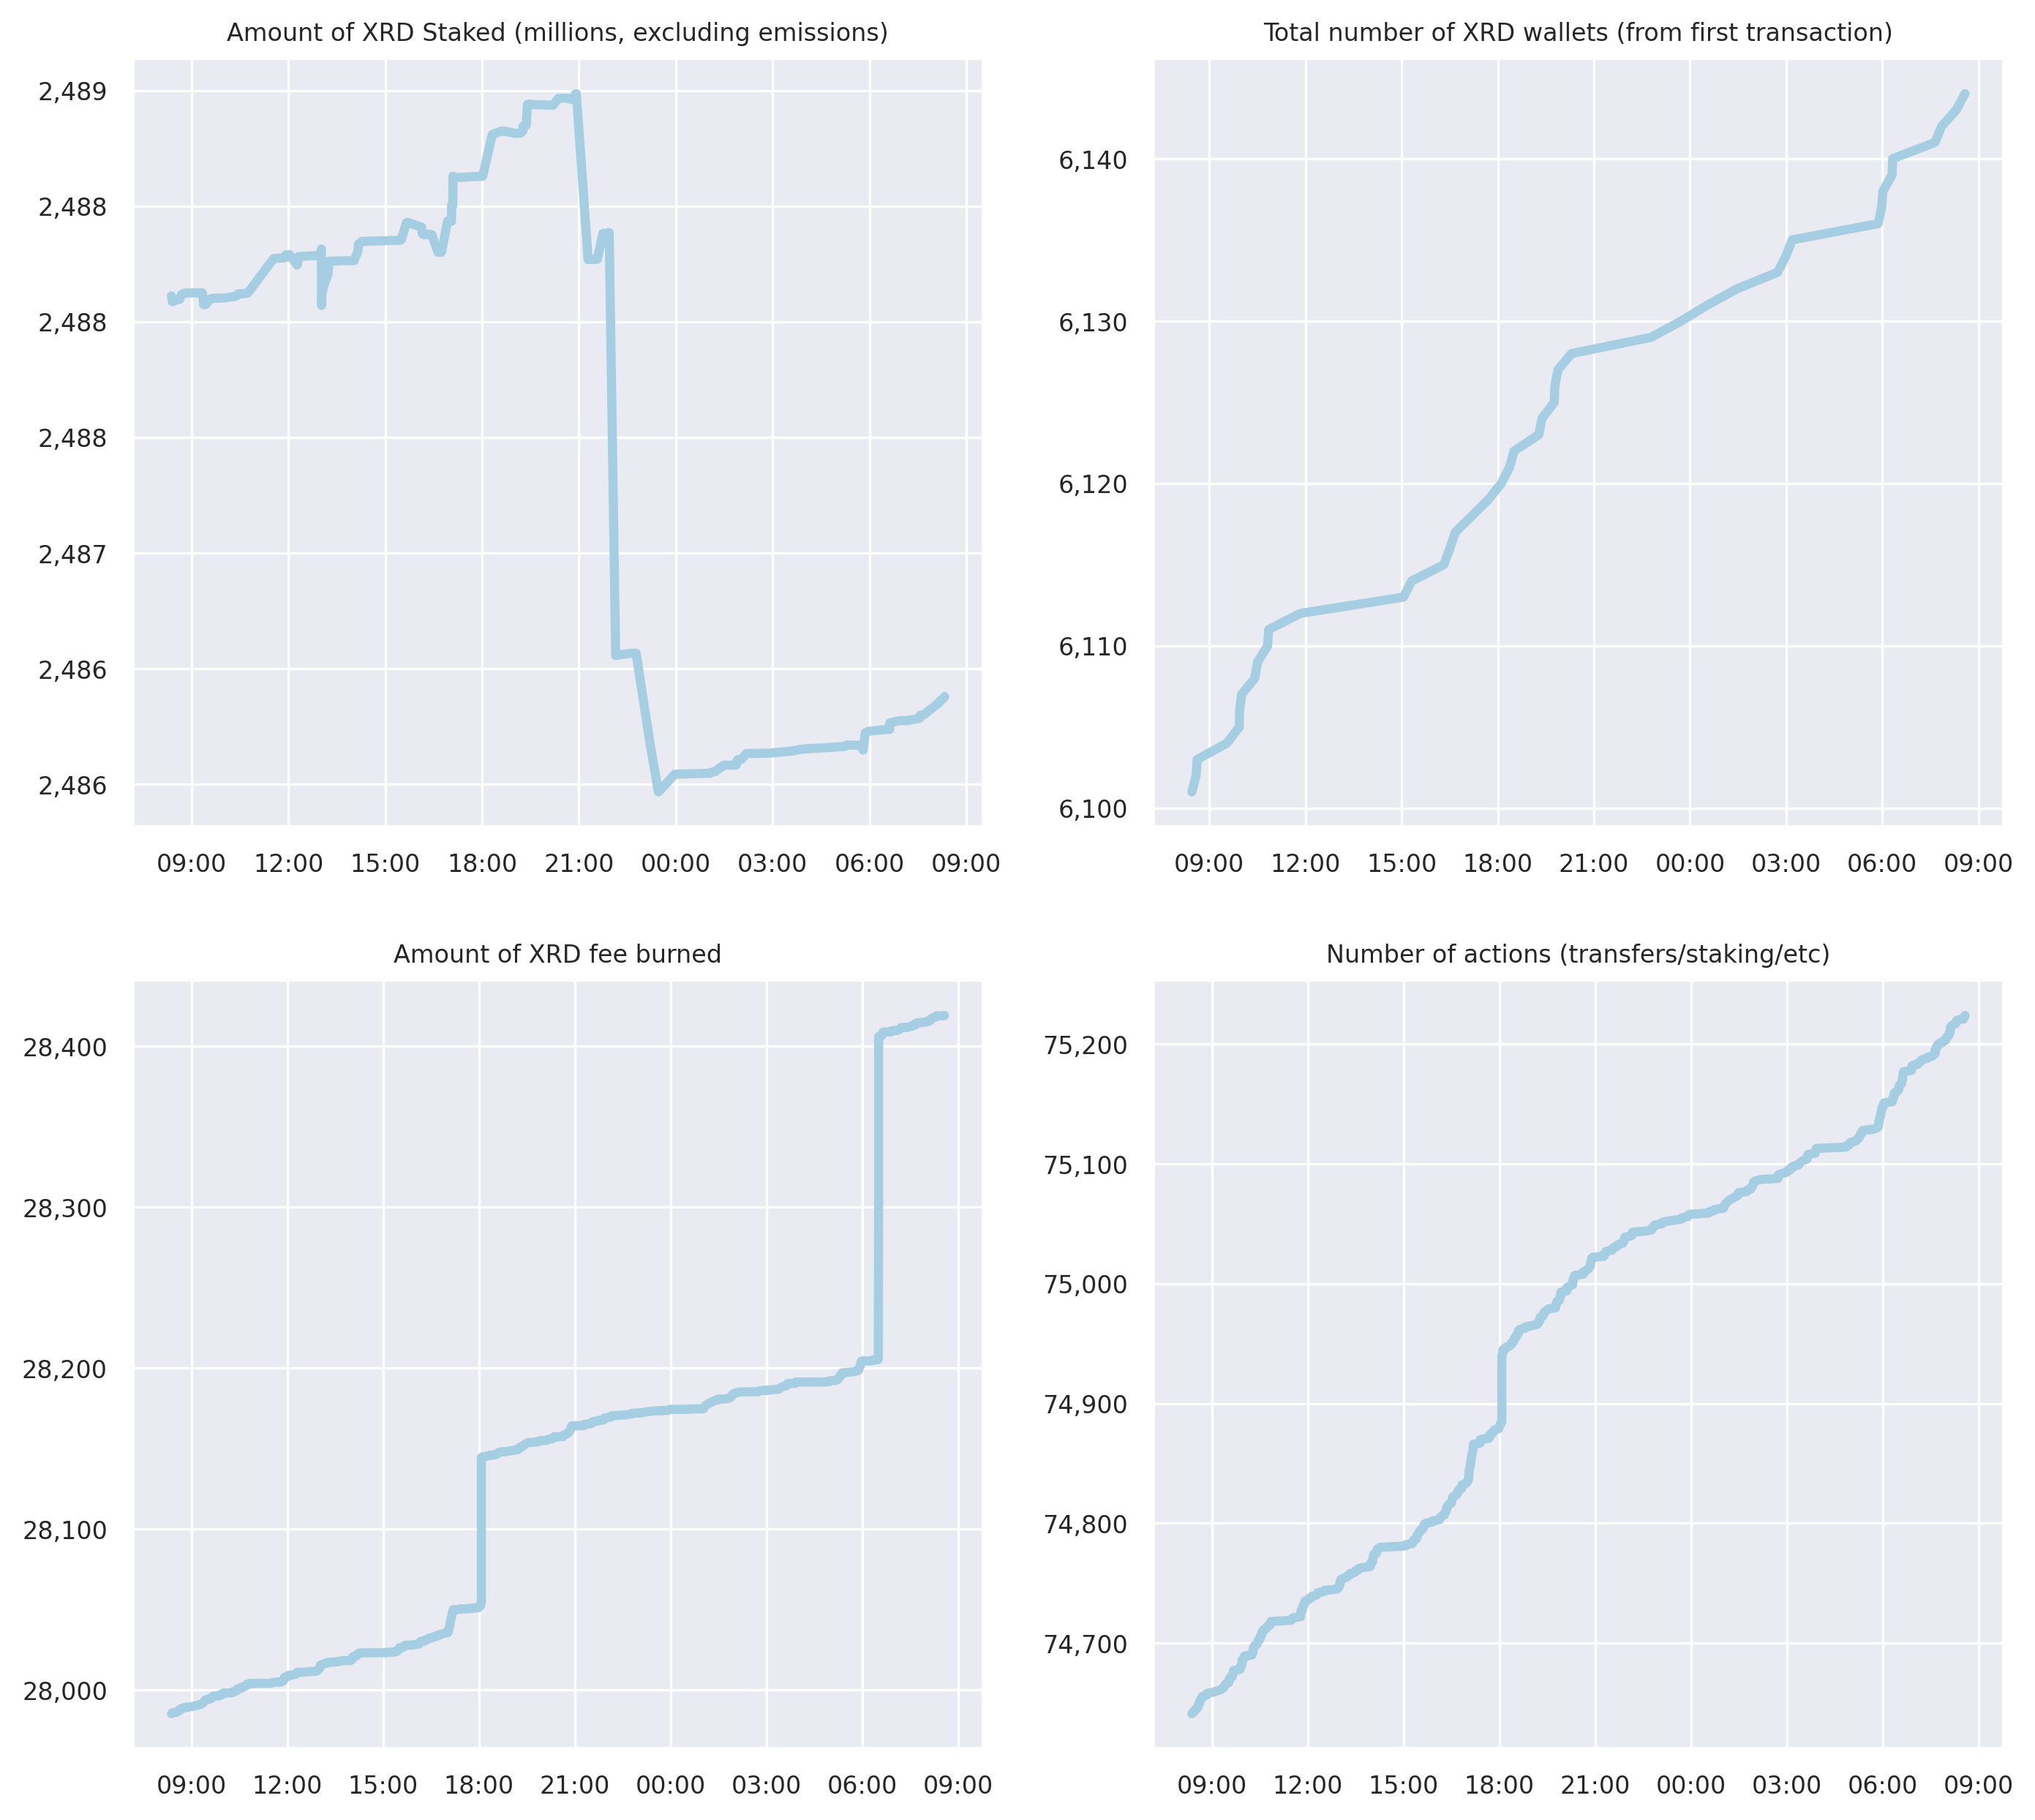 Amount of XRD Staked (millions, excluding emissions)
2,489
2,488
2,488
2,488
2,487
2,486
2,486
09:00 12:00 15:00 18:00 21:00 00:00 03:00 06:00 09:00
Total number of XRD wallets (from first transaction)
6,140
6,130
6,120
6,110
6,100
09:00 12:00 15:00 18:00 21:00 00:00 03:00 06:00 09:00
Amount of XRD fee burned
28,400
28,300
28,200
28,100
28,000
09:00 12:00 15:00 18:00 21:00 00:00 03:00 06:00 09:00
Number of actions (transfers/staking/etc)
75,200
75,100
75,000
74,900
74,800
74,700
09:00 12:00 15:00 18:00 21:00 00:00 03:00 06:00 09:00